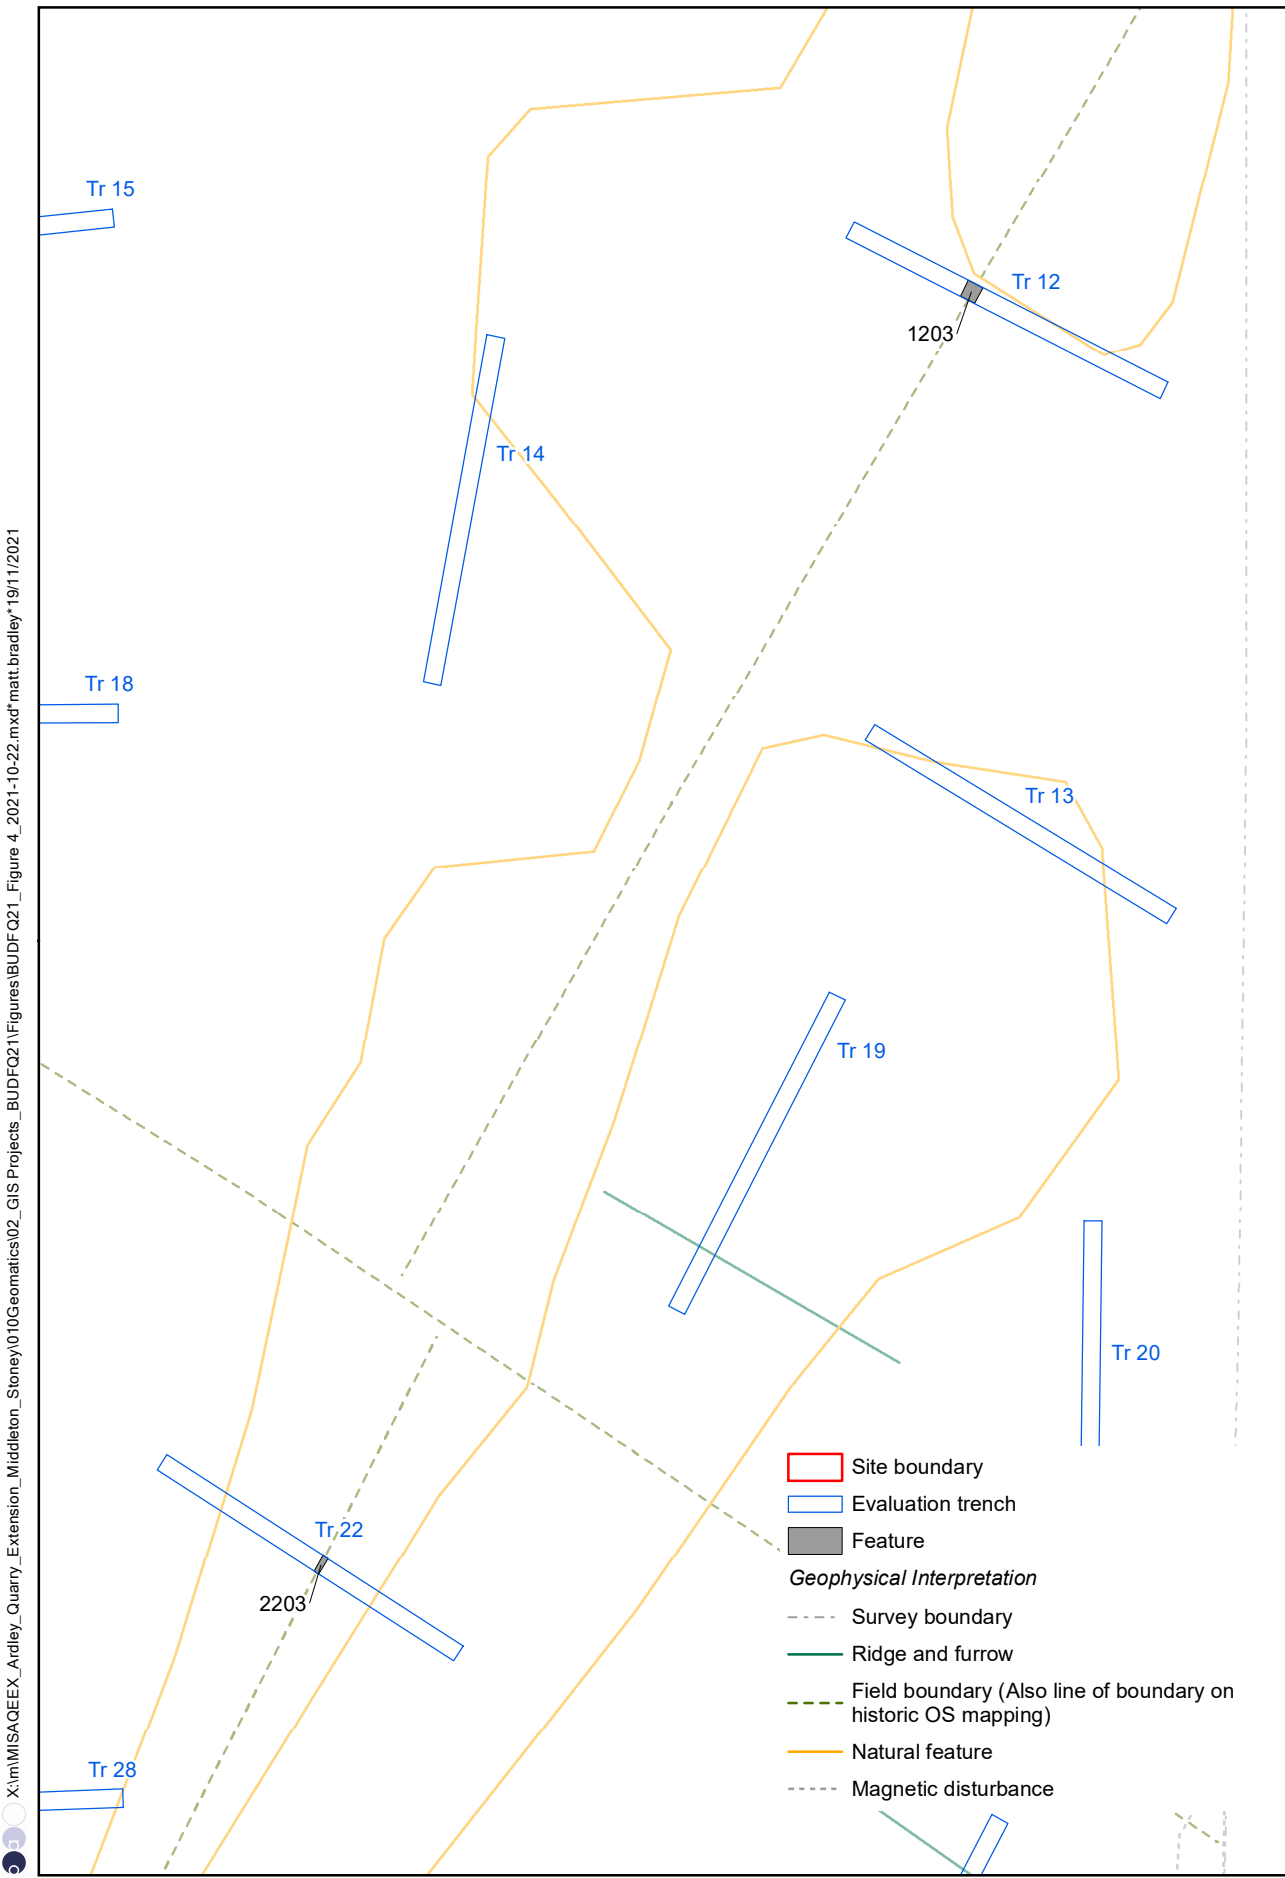 Tr 15
Tr 12
1203
Tr 14
Tr 18
Tr 13
Tr 19
Tr 20
Tr 22
2203
Tr 28
Site boundary
Evaluation trench
Feature
Geophysical Interpretation
Survey boundary
Ridge and furrow
Field boundary (Also line of boundary on
historic OS mapping)
Natural feature
Magnetic disturbance
X:\m\MISAQEEX_Ardley_Quarry_Extension_Middleton_Stoney\010Geomatics\02_GIS Projects_BUDFQ21\Figures\BUDFQ21_Figure 4_2021-10-22.mxd*matt.bradley*19/11/2021